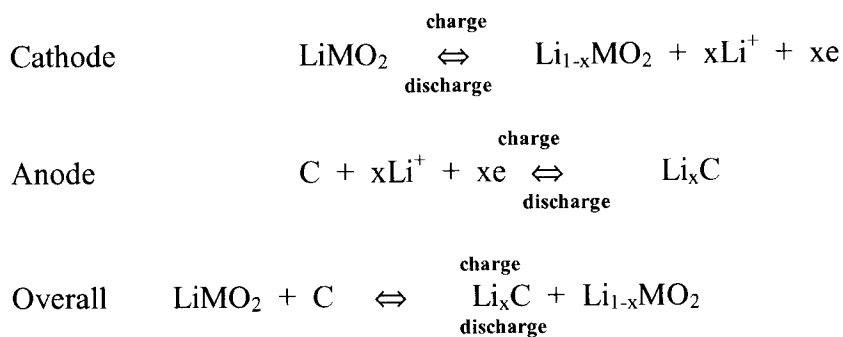 charge
Cathode LiMO₂ ⇔ Li₁₋ₓMO₂ + xLi⁺ + xe
discharge
charge
Anode C + xLi⁺ + xe ⇔ LiₓC
discharge
charge
Overall LiMO₂ + C ⇔ LiₓC + Li₁₋ₓMO₂
discharge